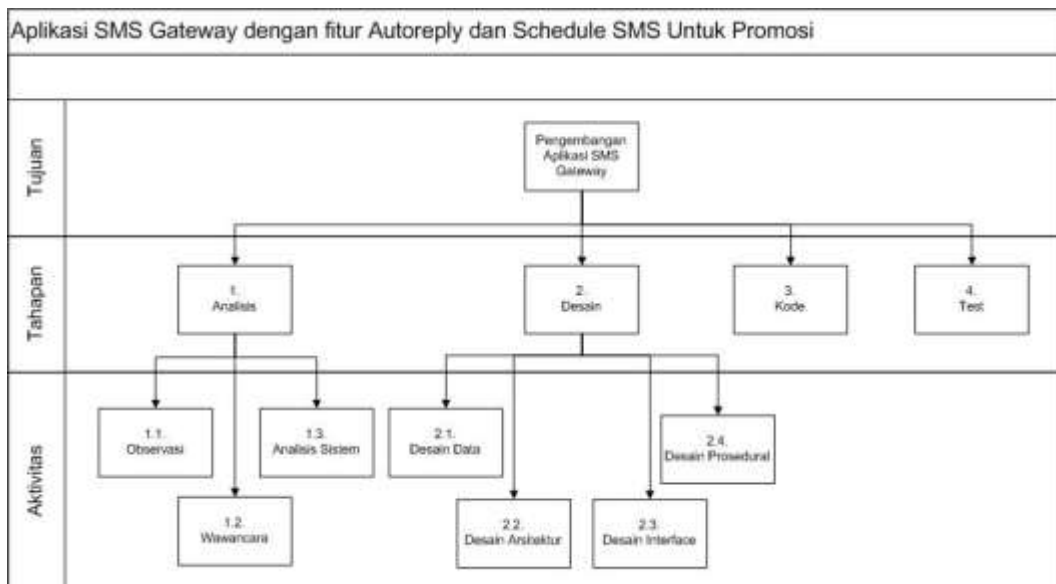 Aplikasi SMS Gateway dengan fitur Autoreply dan Schedule SMS Untuk Promosi
Tujuan
Pengembangan
Aplikasi SMS
Gateway
Tahapan
1.
Analisis
2.
Desain
3.
Kode
4.
Test
Aktivitas
1.1.
Observasi
1.3.
Analisis Sistem
2.1.
Desain Data
2.4.
Desain Prosedural
1.2.
Wawancara
2.2.
Desain Arsitektur
2.3.
Desain Interface